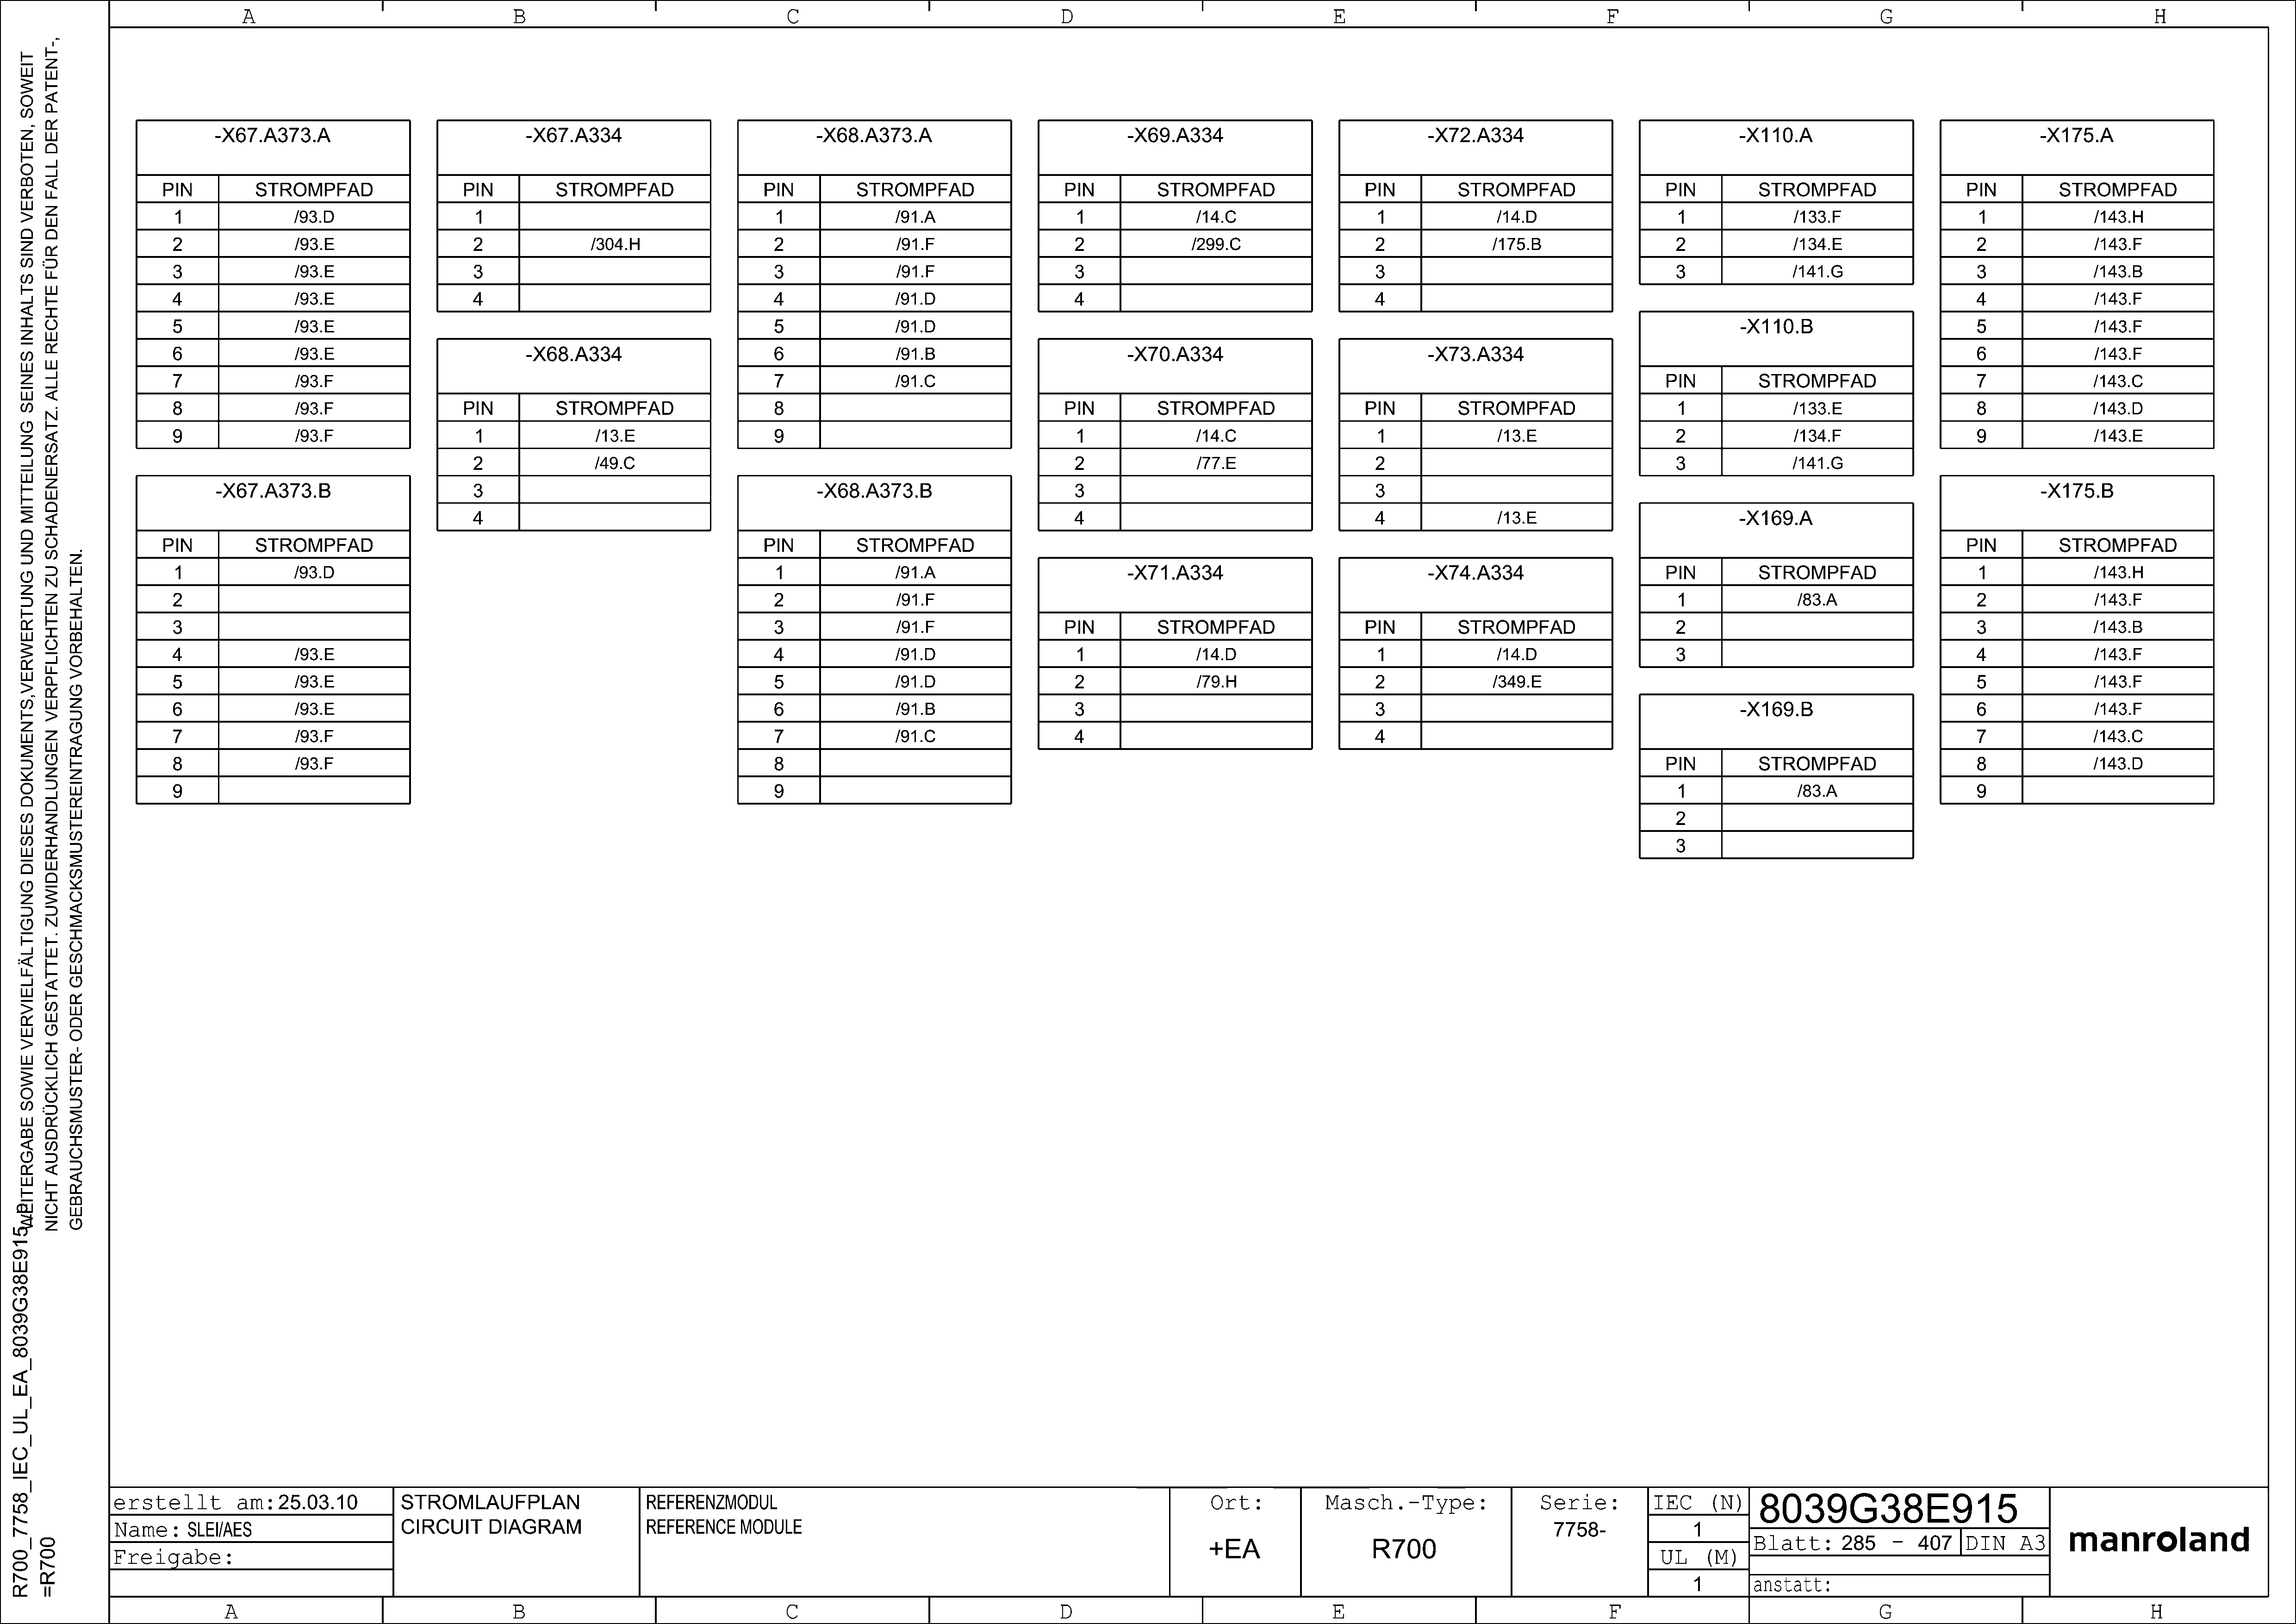 A B C D E F G H
WEITERGABE SOWIE VERVIELFÄLTIGUNG DIESES DOKUMENTS,VERWERTUNG UND MITTEILUNG SEINES INHALTS SIND VERBOTEN, SOWEIT
NICHT AUSDRÜCKLICH GESTATTET. ZUWIDERHANDLUNGEN VERPFLICHTEN ZU SCHADENERSATZ. ALLE RECHTE FÜR DEN FALL DER PATENT-,
GEBRAUCHSMUSTER- ODER GESCHMACKSMUSTEREINTRAGUNG VORBEHALTEN.
-X67.A373.A
PIN STROMPFAD
1 /93.D
2 /93.E
3 /93.E
4 /93.E
5 /93.E
6 /93.E
7 /93.F
8 /93.F
9 /93.F
-X67.A373.B
PIN STROMPFAD
1 /93.D
2
3
4 /93.E
5 /93.E
6 /93.E
7 /93.F
8 /93.F
9
-X67.A334
PIN STROMPFAD
1
2 /304.H
3
4
-X68.A334
PIN STROMPFAD
1 /13.E
2 /49.C
3
4
-X68.A373.A
PIN STROMPFAD
1 /91.A
2 /91.F
3 /91.F
4 /91.D
5 /91.D
6 /91.B
7 /91.C
8
9
-X68.A373.B
PIN STROMPFAD
1 /91.A
2 /91.F
3 /91.F
4 /91.D
5 /91.D
6 /91.B
7 /91.C
8
9
-X69.A334
PIN STROMPFAD
1 /14.C
2 /299.C
3
4
-X70.A334
PIN STROMPFAD
1 /14.C
2 /77.E
3
4
-X71.A334
PIN STROMPFAD
1 /14.D
2 /79.H
3
4
-X72.A334
PIN STROMPFAD
1 /14.D
2 /175.B
3
4
-X73.A334
PIN STROMPFAD
1 /13.E
2
3
4 /13.E
-X74.A334
PIN STROMPFAD
1 /14.D
2 /349.E
3
4
-X110.A
PIN STROMPFAD
1 /133.F
2 /134.E
3 /141.G
-X110.B
PIN STROMPFAD
1 /133.E
2 /134.F
3 /141.G
-X169.A
PIN STROMPFAD
1 /83.A
2
3
-X169.B
PIN STROMPFAD
1 /83.A
2
3
-X175.A
PIN STROMPFAD
1 /143.H
2 /143.F
3 /143.B
4 /143.F
5 /143.F
6 /143.F
7 /143.C
8 /143.D
9 /143.E
-X175.B
PIN STROMPFAD
1 /143.H
2 /143.F
3 /143.B
4 /143.F
5 /143.F
6 /143.F
7 /143.C
8 /143.D
9
=R700
erstellt am: 25.03.10
Name: SLEI/AES
Freigabe:
STROMLAUFPLAN
CIRCUIT DIAGRAM
REFERENZMODUL
REFERENCE MODULE
Ort:
+EA
Masch.-Type:
R700
Serie:
7758-
IEC (N)
1
UL (M)
1
8039G38E915
Blatt: 285 - 407 DIN A3
anstatt:
manroland
A B C D E F G H